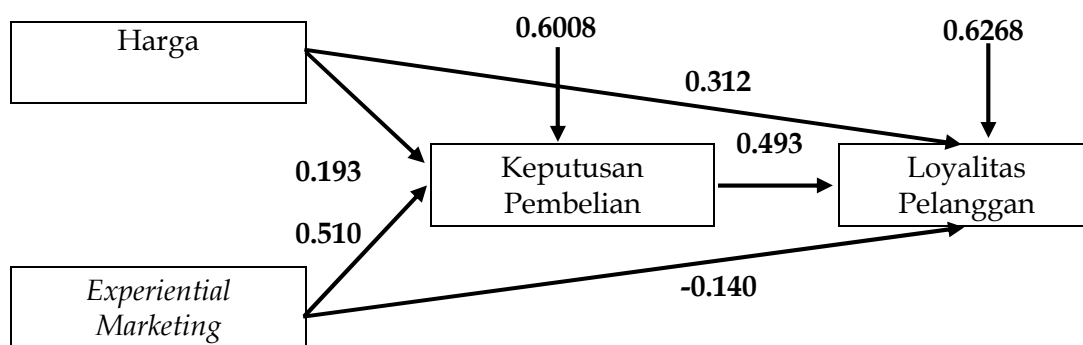 Harga
0.6008
0.6268
0.312
0.193
Keputusan
Pembelian
0.493
Loyalitas
Pelanggan
0.510
Experiential
Marketing
-0.140